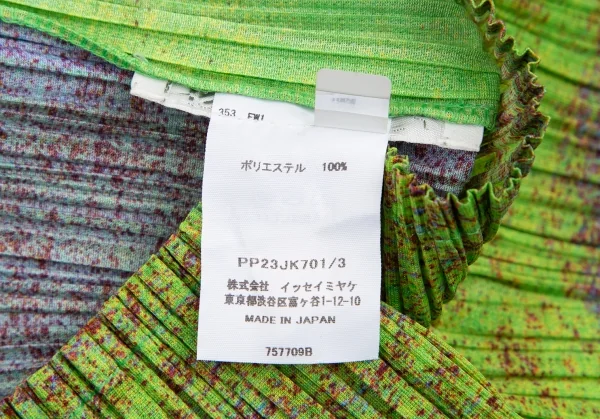 353
ポリエステル 100%
PP23JK701/3
株式会社 イッセイミヤケ
東京都渋谷区富ヶ谷1-12-10
MADE IN JAPAN
757709B